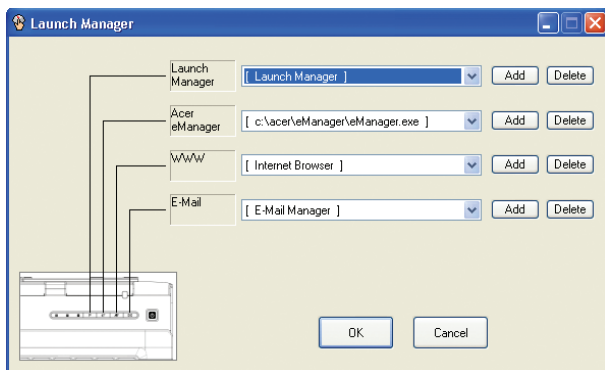 Launch Manager
Launch
Manager
[ Launch Manager ]
Add
Delete
Acer
eManager
[ c:\acer\eManager\eManager.exe ]
Add
Delete
WWW
[ Internet Browser ]
Add
Delete
E-Mail
[ E-Mail Manager ]
Add
Delete
OK
Cancel